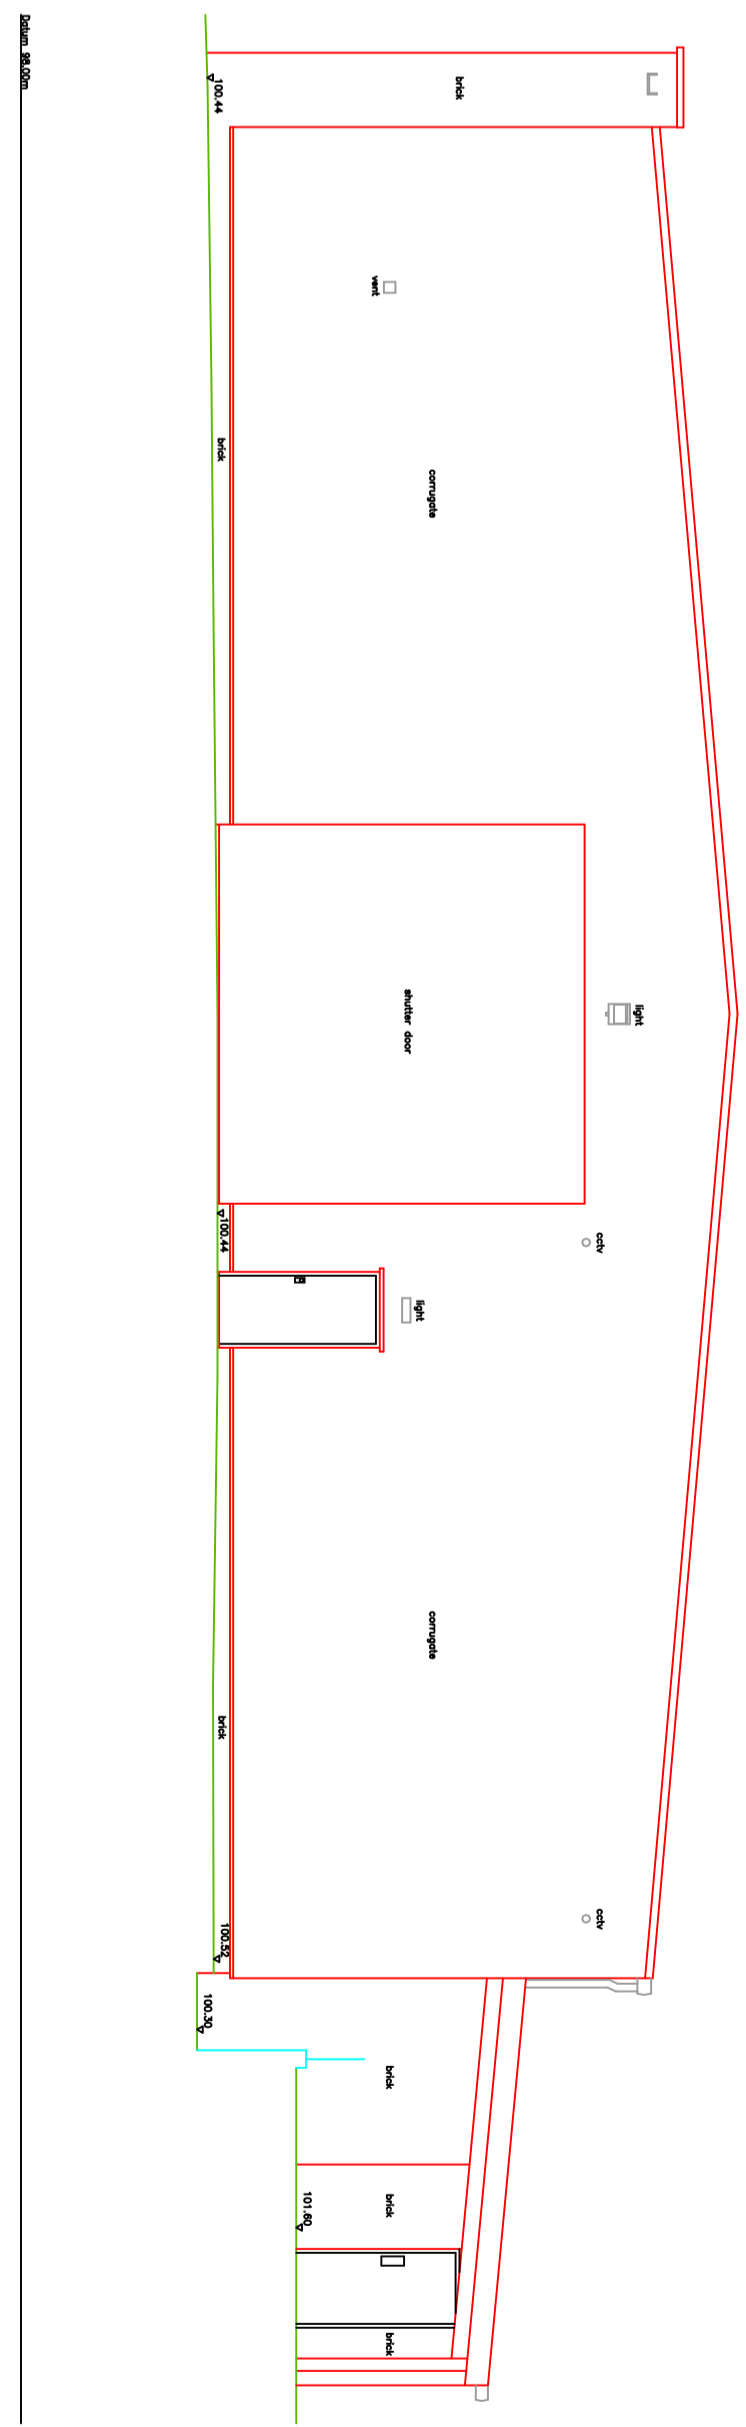 Datum 98.00m
100.44
brick
vent
brick
corrugate
shutter door
light
100.44
cctv
light
corrugate
brick
cctv
100.52
100.30
brick
brick
101.60
brick